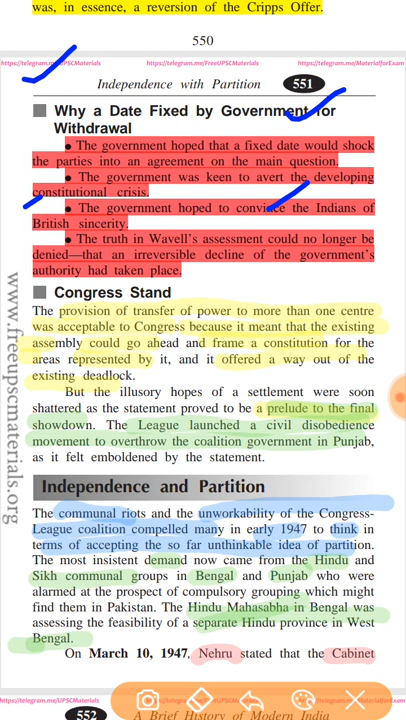 was, in essence, a reversion of the Cripps Offer.
550
https://telegram.me/UPSCMaterials https://telegram.me/FreeUPSCMaterials https://telegram.me/MaterialforExam
Independence with Partition 551
Why a Date Fixed by Government for
Withdrawal
● The government hoped that a fixed date would shock
the parties into an agreement on the main question.
● The government was keen to avert the developing
constitutional crisis.
● The government hoped to convince the Indians of
British sincerity.
● The truth in Wavell's assessment could no longer be
denied—that an irreversible decline of the government's
authority had taken place.
Congress Stand
The provision of transfer of power to more than one centre
was acceptable to Congress because it meant that the existing
assembly could go ahead and frame a constitution for the
areas represented by it, and it offered a way out of the
existing deadlock.
But the illusory hopes of a settlement were soon
shattered as the statement proved to be a prelude to the final
showdown. The League launched a civil disobedience
movement to overthrow the coalition government in Punjab,
as it felt emboldened by the statement.
Independence and Partition
The communal riots and the unworkability of the Congress-
League coalition compelled many in early 1947 to think in
terms of accepting the so far unthinkable idea of partition.
The most insistent demand now came from the Hindu and
Sikh communal groups in Bengal and Punjab who were
alarmed at the prospect of compulsory grouping which might
find them in Pakistan. The Hindu Mahasabha in Bengal was
assessing the feasibility of a separate Hindu province in West
Bengal.
On March 10, 1947, Nehru stated that the Cabinet
www.freeupscmaterials.org
https://telegram.me/UPSCMaterials
552 A Brief History of Modern India